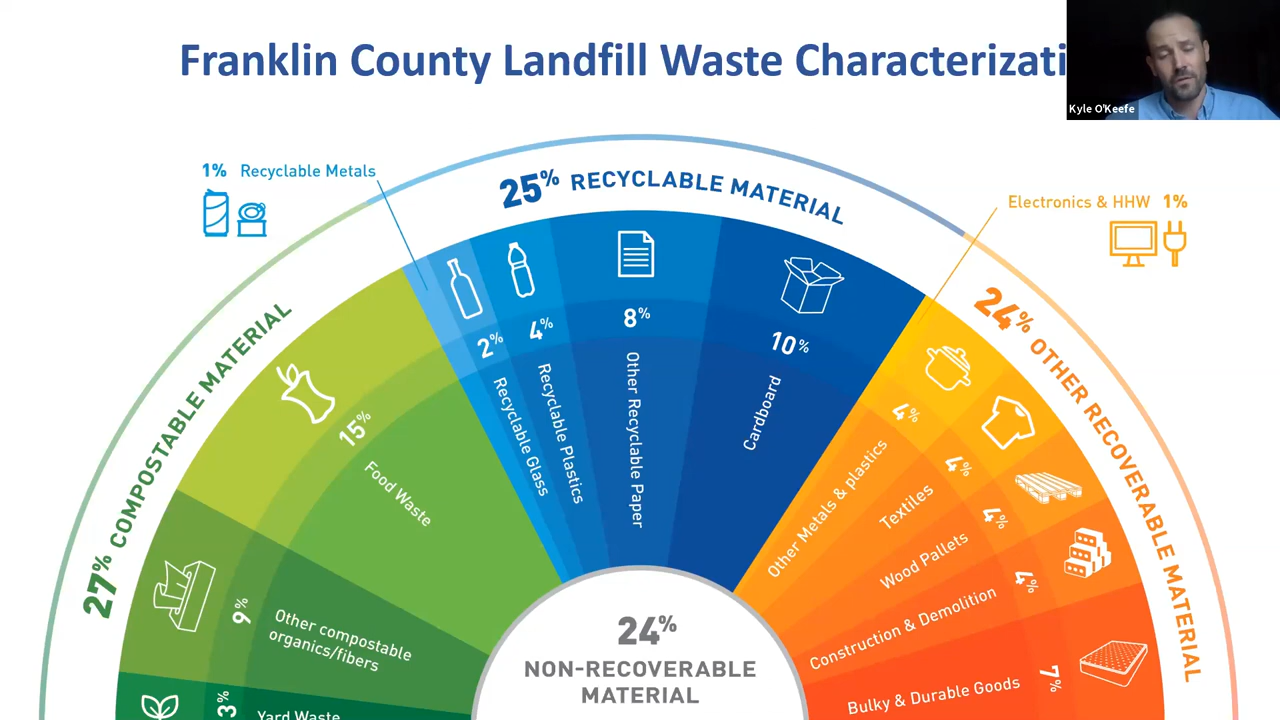 Franklin County Landfill Waste Characterizati
Kyle O'Keefe
1% Recyclable Metals
25% RECYCLABLE MATERIAL
Electronics & HHW 1%
27% COMPOSTABLE MATERIAL
24% OTHER RECOVERABLE MATERIAL
15%
Food Waste
9%
Other compostable
organics/fibers
3%
Yard Waste
2%
Recyclable Glass
4%
Recyclable Plastics
8%
Other Recyclable Paper
10%
Cardboard
4%
Other Metals & plastics
4%
Textiles
4%
Wood Pallets
4%
Construction & Demolition
7%
Bulky & Durable Goods
24%
NON-RECOVERABLE
MATERIAL